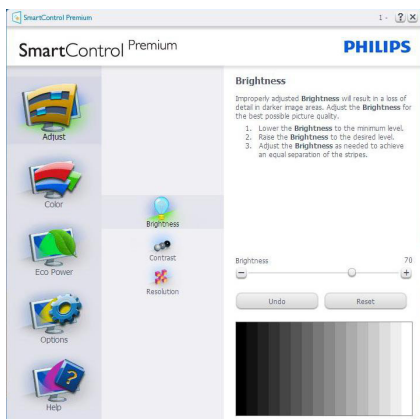 SmartControl Premium
1 -
? X
SmartControl Premium
PHILIPS
Adjust
Color
Eco Power
Options
Help
Brightness
Contrast
Resolution
Brightness
Improperly adjusted Brightness will result in a loss of
detail in darker image areas. Adjust the Brightness for
the best possible picture quality.
1. Lower the Brightness to the minimum level.
2. Raise the Brightness to the desired level.
3. Adjust the Brightness as needed to achieve
an equal separation of the stripes.
Brightness 70
Undo Reset